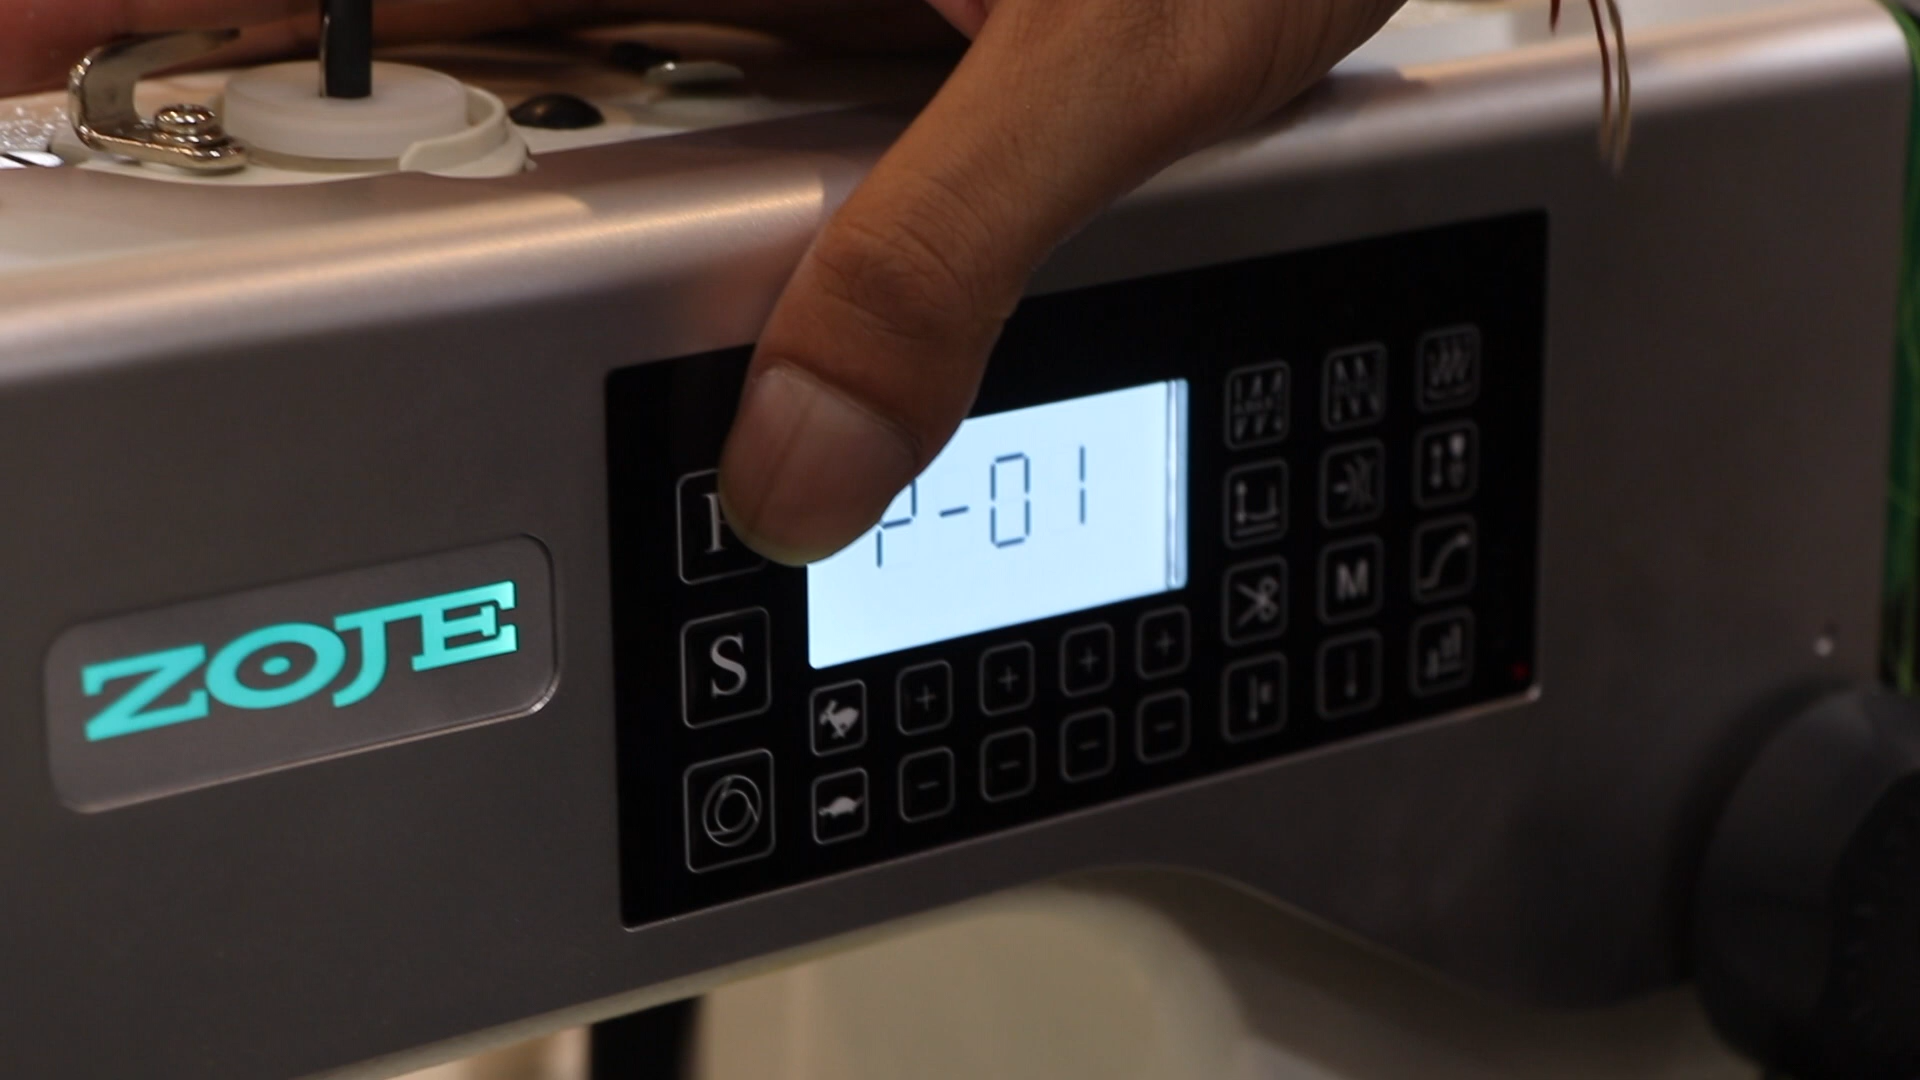 P-01
P
S
ZOJE
+ + + +
- - - -
M